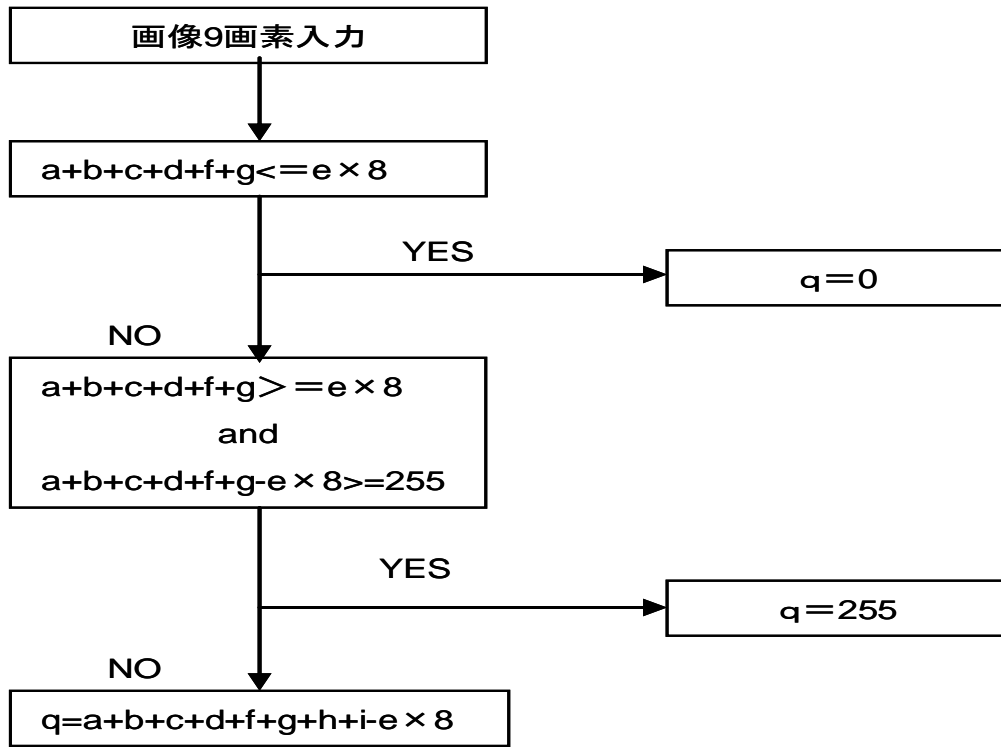 画像9画素入力
a+b+c+d+f+g<=e×8
YES
q=0
NO
a+b+c+d+f+g＞=e×8
and
a+b+c+d+f+g-e×8>=255
YES
q=255
NO
q=a+b+c+d+f+g+h+i-e×8